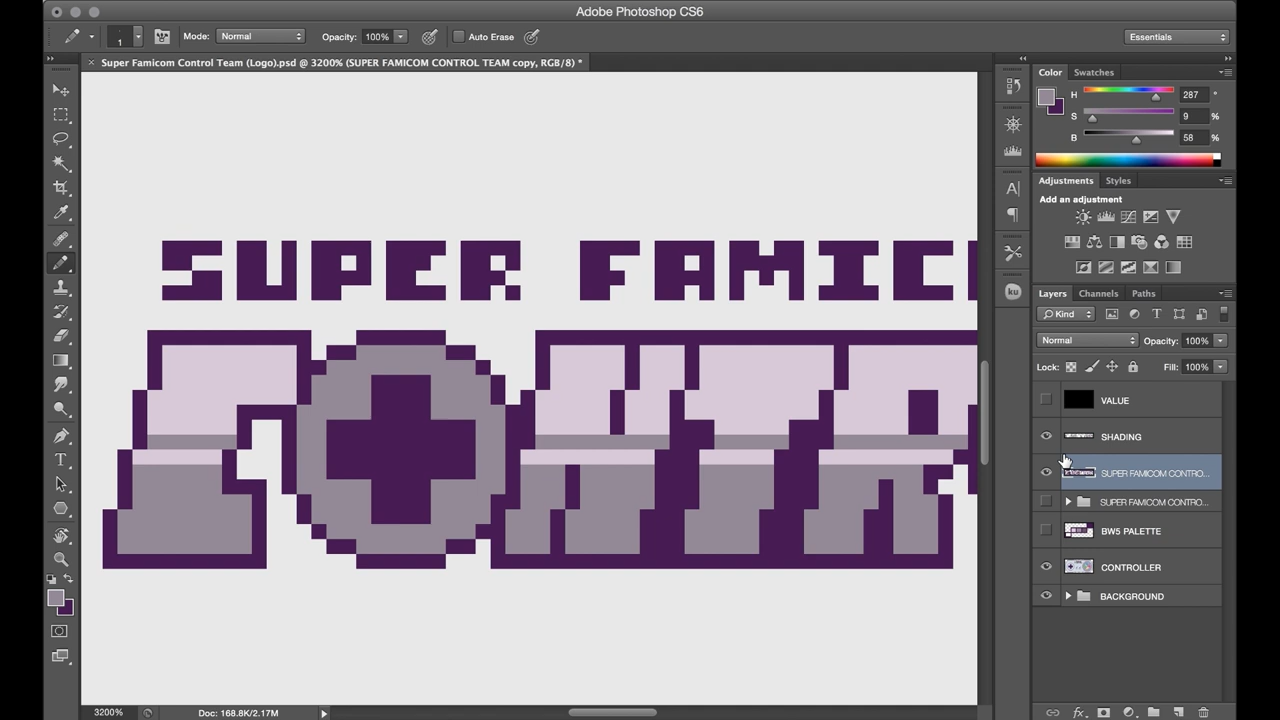 Adobe Photoshop CS6
1
Mode: Normal
Opacity: 100%
Auto Erase
Essentials
× Super Famicom Control Team (Logo).psd @ 3200% (SUPER FAMICOM CONTROL TEAM copy, RGB/8) *
Color Swatches
H 287 °
S 9 %
B 58 %
Adjustments Styles
Add an adjustment
SUPER FAMIC
Layers Channels Paths
Kind
Normal Opacity: 100%
Lock: Fill: 100%
VALUE
SHADING
SUPER FAMICOM CONTRO...
SUPER FAMICOM CONTRO...
BW5 PALETTE
CONTROLLER
BACKGROUND
ku
3200% Doc: 168.8K/2.17M